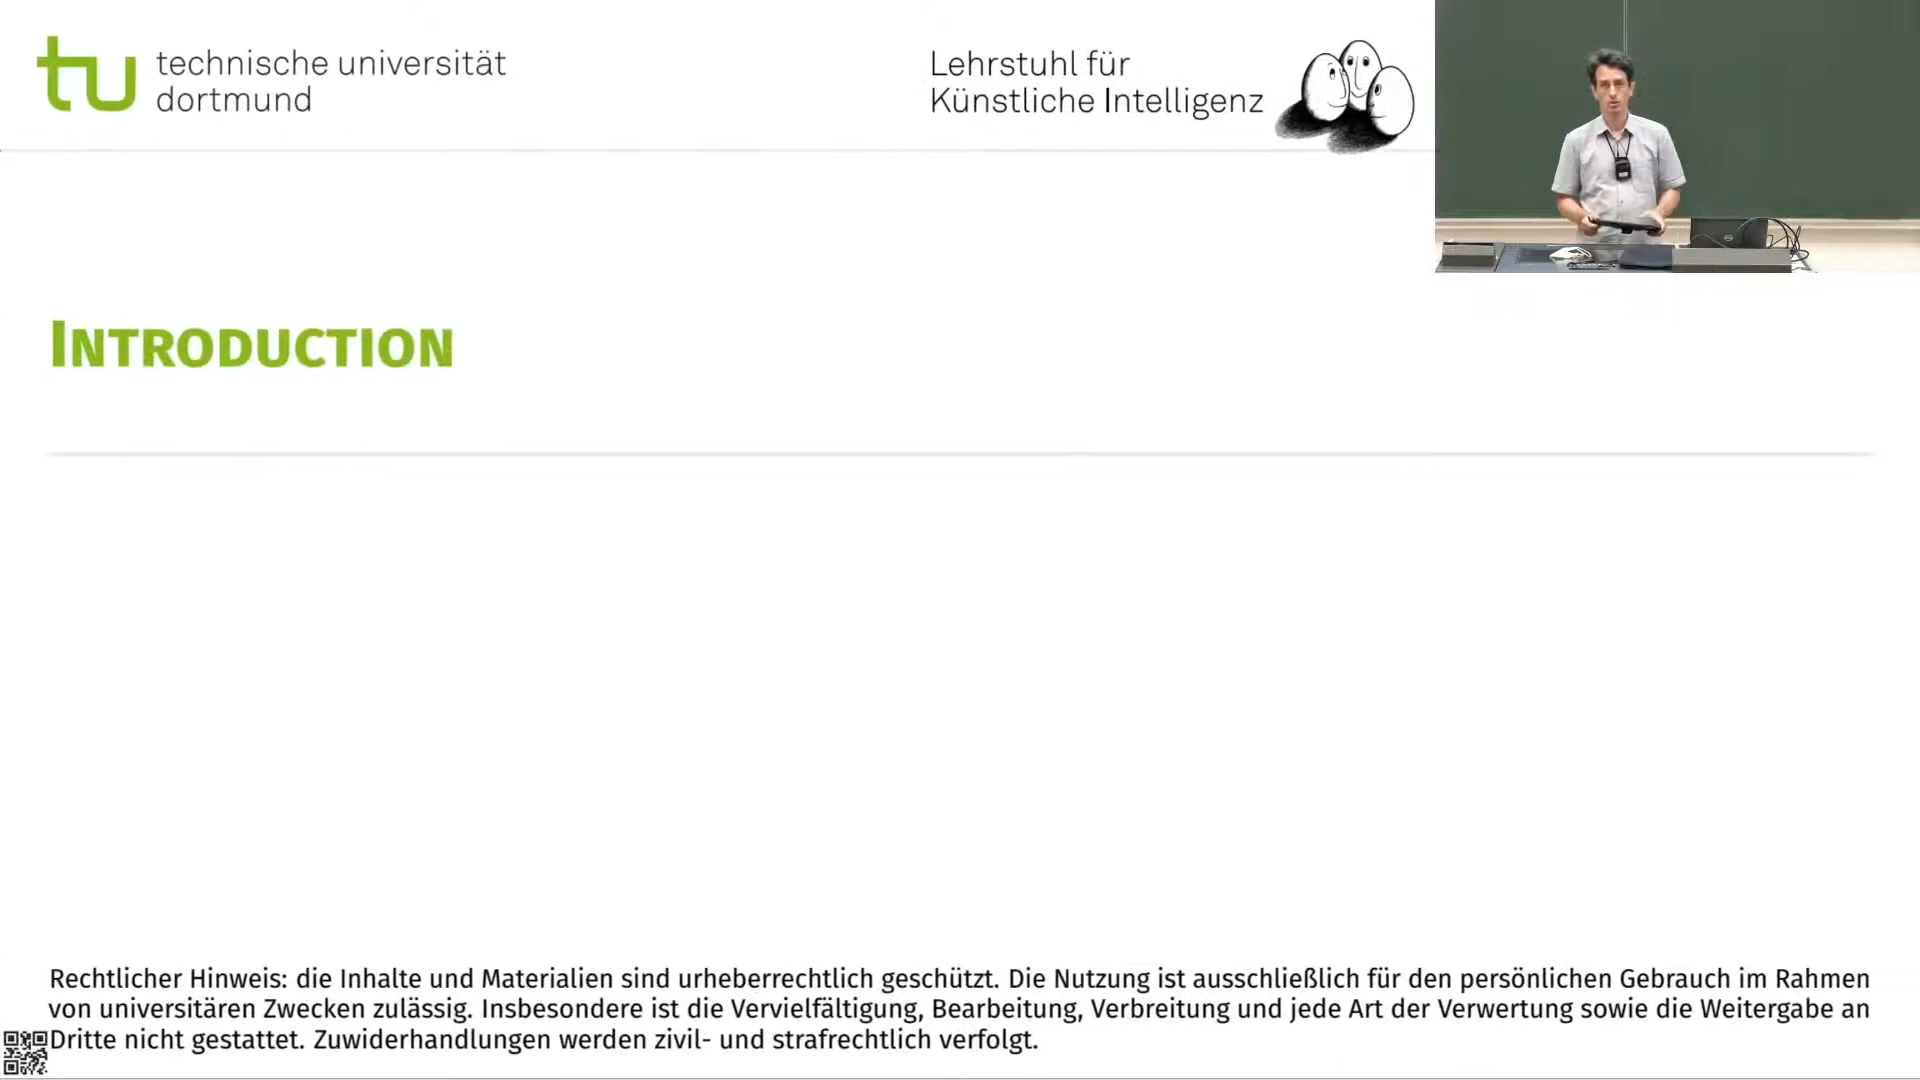 technische universität
dortmund
Lehrstuhl für
Künstliche Intelligenz
INTRODUCTION
Rechtlicher Hinweis: die Inhalte und Materialien sind urheberrechtlich geschützt. Die Nutzung ist ausschließlich für den persönlichen Gebrauch im Rahmen
von universitären Zwecken zulässig. Insbesondere ist die Vervielfältigung, Bearbeitung, Verbreitung und jede Art der Verwertung sowie die Weitergabe an
Dritte nicht gestattet. Zuwiderhandlungen werden zivil- und strafrechtlich verfolgt.